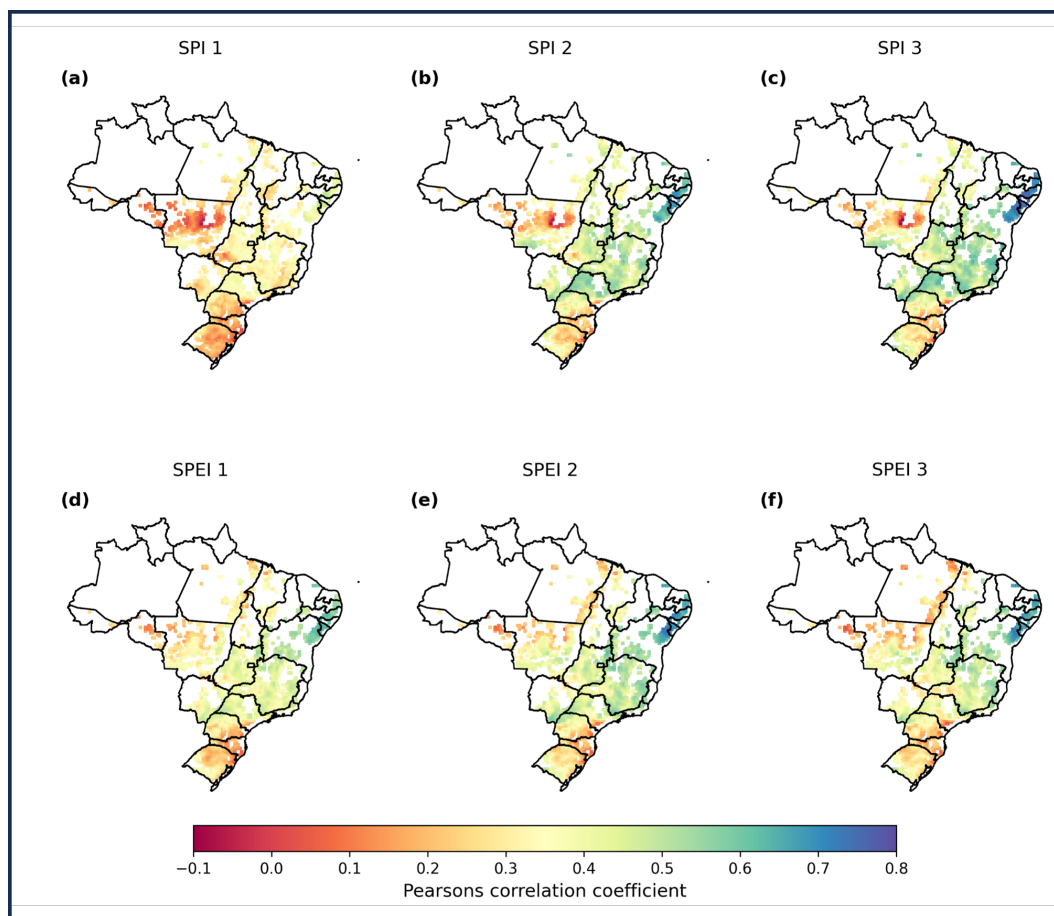 SPI 1
SPI 2
SPI 3
(a)
(b)
(c)
SPEI 1
SPEI 2
SPEI 3
(d)
(e)
(f)
−0.1 0.0 0.1 0.2 0.3 0.4 0.5 0.6 0.7 0.8
Pearsons correlation coefficient